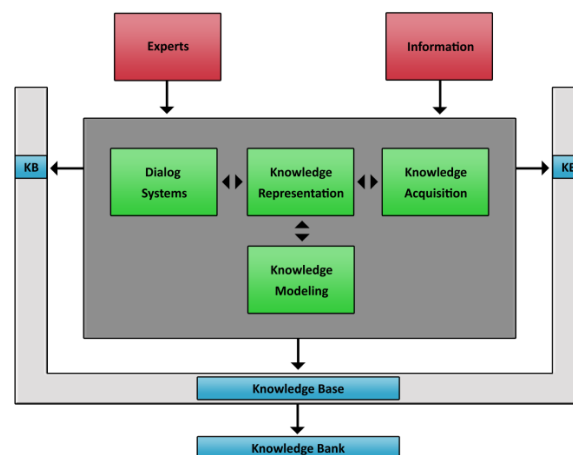 Experts
Information
KB
KB
Dialog
Systems
Knowledge
Representation
Knowledge
Acquisition
Knowledge
Modeling
Knowledge Base
Knowledge Bank